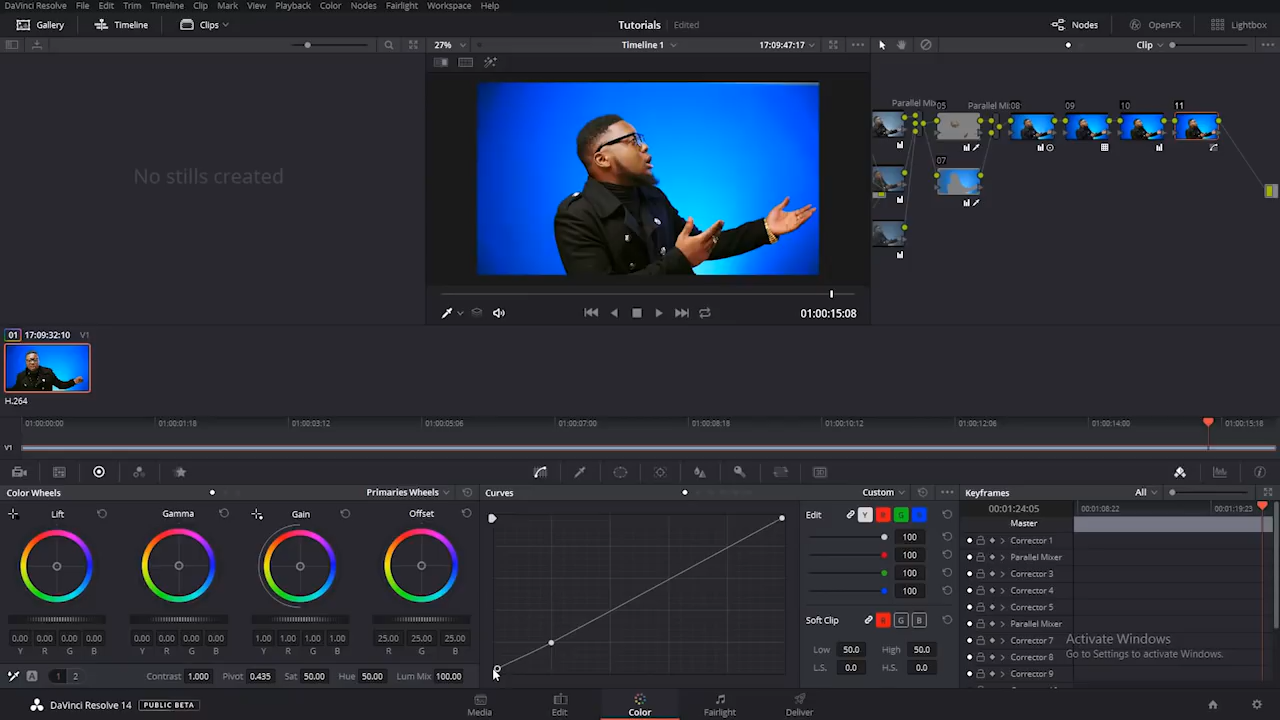 DaVinci Resolve File Edit Trim Timeline Clip Mark View Playback Color Nodes Fairlight Workspace Help
Gallery Timeline Clips Tutorials Edited Nodes OpenFX Lightbox
27% Timeline 1 17:09:47:17 Clip
No stills created
Parallel Mix 05 Parallel Mi 08 09 10 11
07
01:00:15:08
01 17:09:32:10 V1
H.264
01:00:00:00 01:00:01:18 01:00:03:12 01:00:05:06 01:00:07:00 01:00:08:18 01:00:10:12 01:00:12:06 01:00:14:00 01:00:15:18
V1
3D
Color Wheels Primaries Wheels Curves Custom Keyframes All
Lift Gamma Gain Offset Edit Y R G B 00:01:24:05 00:01:08:22 00:01:19:23
Master
100 Corrector 1
100 Parallel Mixer
100 Corrector 3
100 Corrector 4
Corrector 5
Soft Clip R G B Parallel Mixer
0.00 0.00 0.00 0.00 0.00 0.00 0.00 0.00 1.00 1.00 1.00 1.00 25.00 25.00 25.00 Corrector 7
Y R G B Y R G B Y R G B R G B Low 50.0 High 50.0 Corrector 8
L.S. 0.0 H.S. 0.0 Corrector 9
A 1 2 Contrast 1.000 Pivot 0.435 Sat 50.00 Hue 50.00 Lum Mix 100.00
Activate Windows
Go to Settings to activate Windows.
DaVinci Resolve 14 PUBLIC BETA Media Edit Color Fairlight Deliver